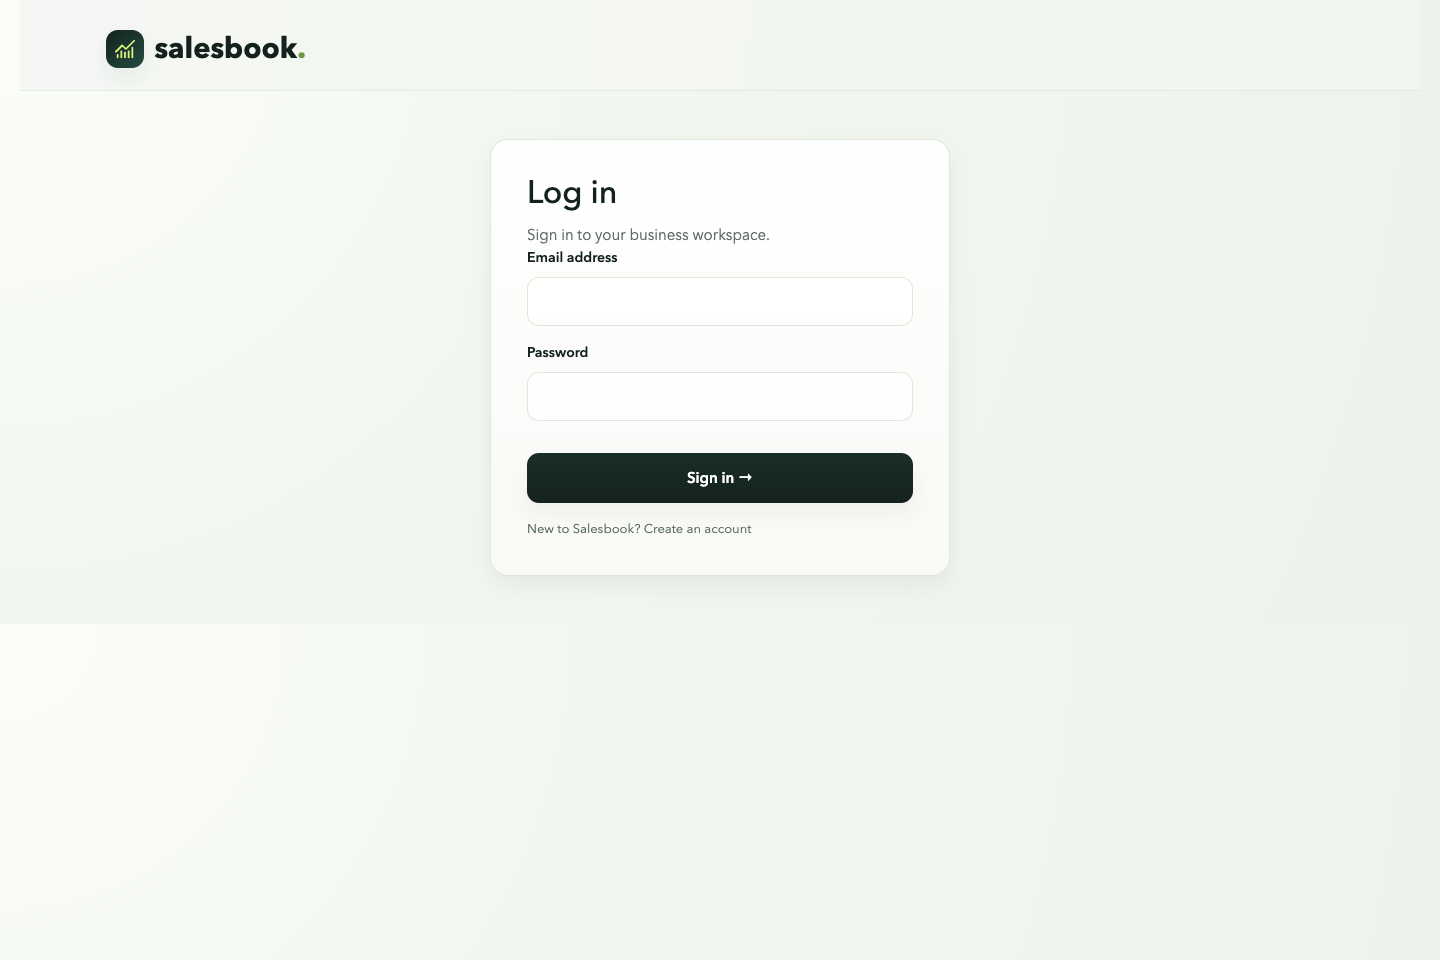 salesbook.
Log in
Sign in to your business workspace.
Email address
Password
Sign in →
New to Salesbook? Create an account